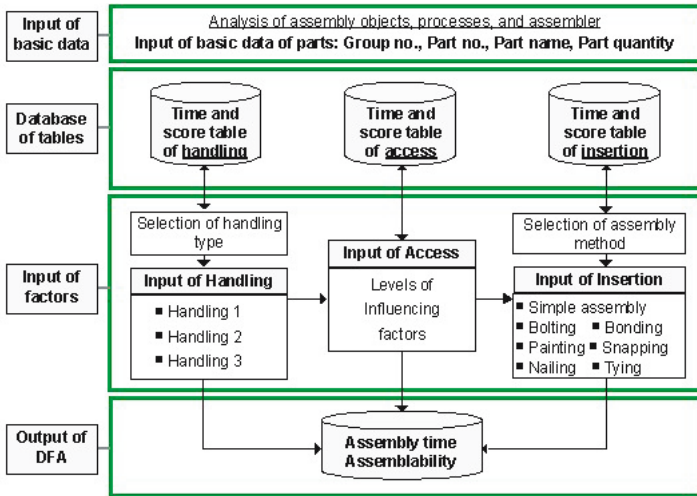 Input of
basic data
Analysis of assembly objects, processes, and assembler
Input of basic data of parts: Group no., Part no., Part name, Part quantity
Database
of tables
Time and
score table
of handling
Time and
score table
of access
Time and
score table
of insertion
Input of
factors
Selection of handling
type
Input of Handling
■ Handling 1
■ Handling 2
■ Handling 3
Input of Access
Levels of
Influencing
factors
Selection of assembly
method
Input of Insertion
■ Simple assembly
■ Bolting ■ Bonding
■ Painting ■ Snapping
■ Nailing ■ Tying
Output of
DFA
Assembly time
Assemblability